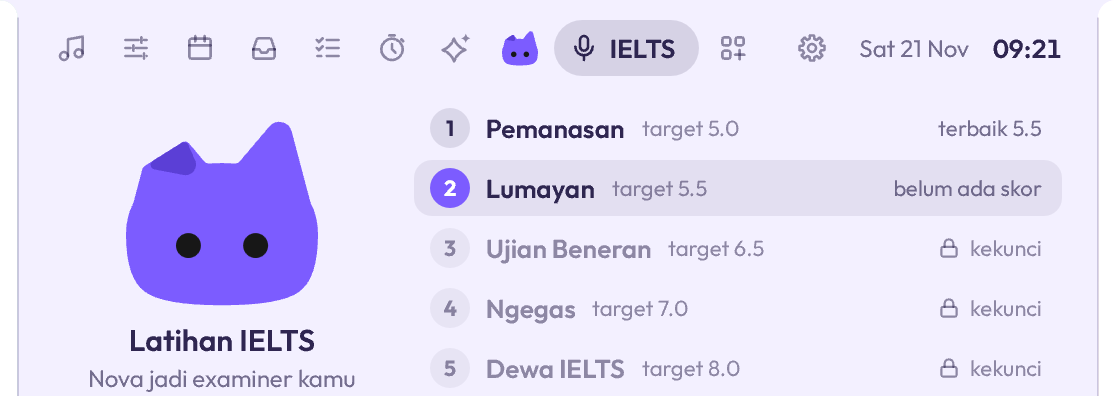 IELTS
Sat 21 Nov 09:21
1 Pemanasan target 5.0 terbaik 5.5
2 Lumayan target 5.5 belum ada skor
3 Ujian Beneran target 6.5 kekunci
4 Ngegas target 7.0 kekunci
5 Dewa IELTS target 8.0 kekunci
Latihan IELTS
Nova jadi examiner kamu